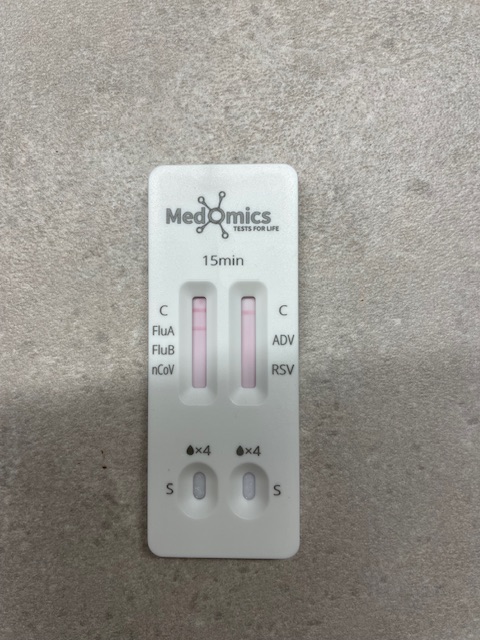 MedOmics
TESTS FOR LIFE
15min
C C
FluA ADV
FluB
nCoV RSV
×4 ×4
S S